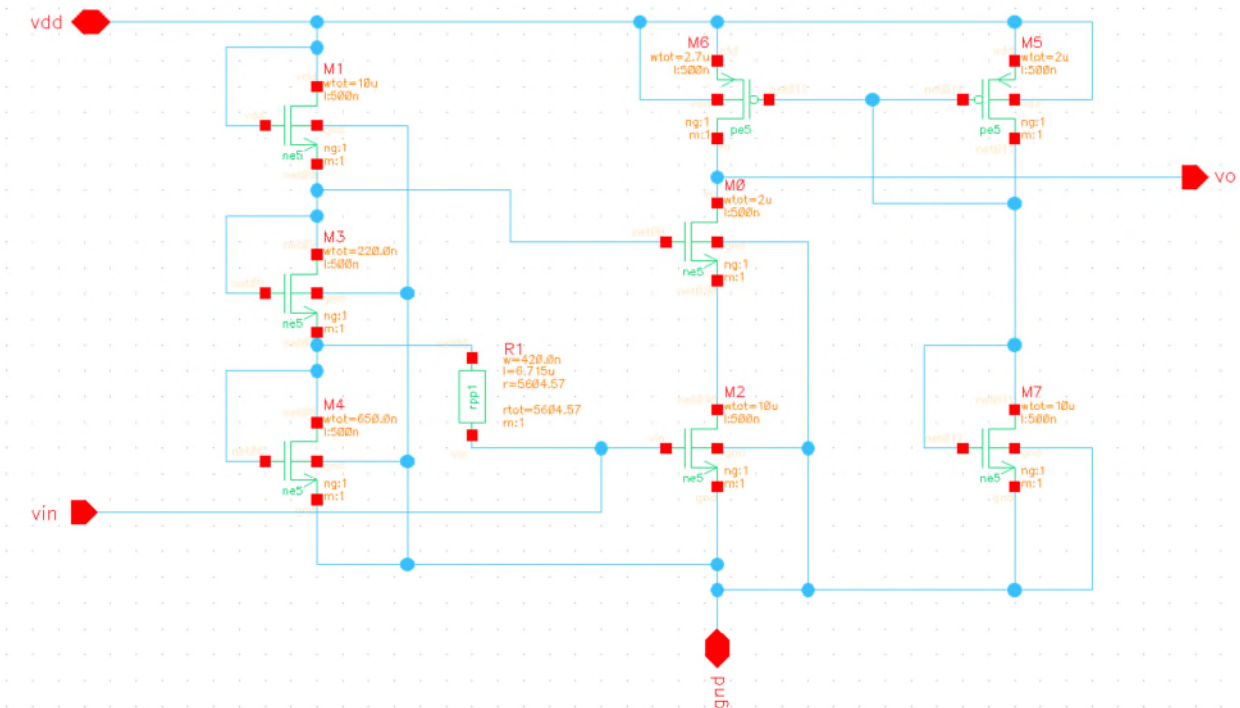 vdd
M1
wtot=10u
l:500n
ne5
ng:1
m:1
M6
wtot=2.7u
l:500n
ng:1
m:1
pe5
M5
wtot=2u
l:500n
pe5
ng:1
m:1
vo
M0
wtot=2u
l:500n
ne5
ng:1
m:1
M3
wtot=220.0n
l:500n
ne5
ng:1
m:1
R1
w=420.0n
l=6.715u
r=5604.57
rpp1
rtot=5604.57
m:1
M4
wtot=650.0n
l:500n
ne5
ng:1
m:1
M2
wtot=10u
l:500n
ne5
ng:1
m:1
M7
wtot=10u
l:500n
ne5
ng:1
m:1
vin
gnd